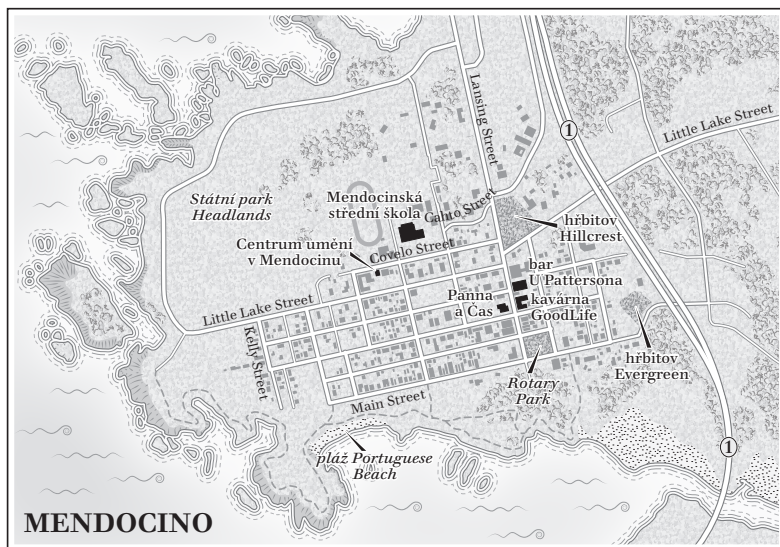 Lansing Street
1
Little Lake Street
Státní park
Headlands
Mendocinská
střední škola
Cahto Street
hřbitov
Hillcrest
Centrum umění
v Mendocinu
Covelo Street
bar
U Pattersona
Panna
a Čas
kavárna
GoodLife
Little Lake Street
Kelly Street
hřbitov
Evergreen
Rotary
Park
Main Street
1
pláž Portuguese
Beach
MENDOCINO